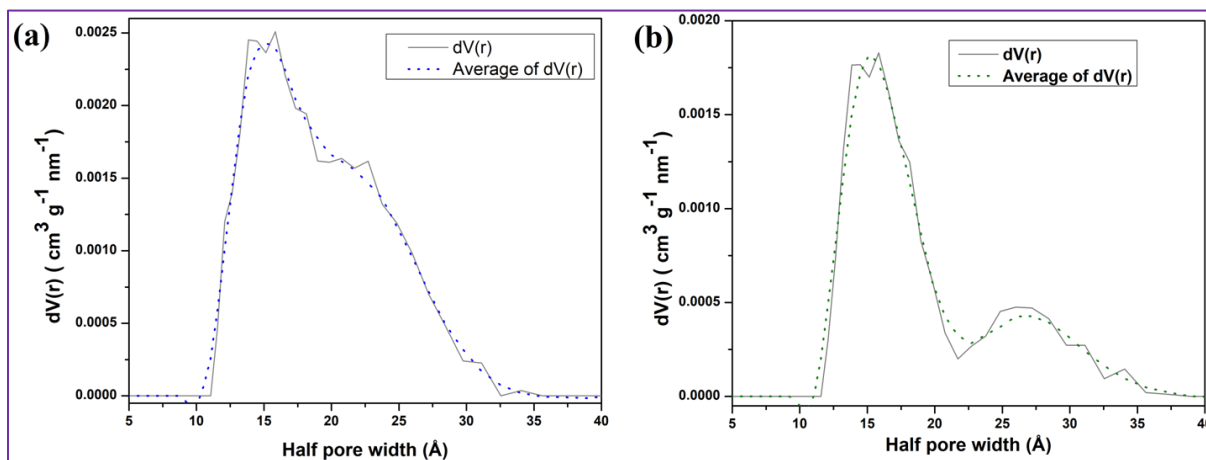 (a)
dV(r)
Average of dV(r)
dV(r) ( cm³ g⁻¹ nm⁻¹)
0.0025
0.0020
0.0015
0.0010
0.0005
0.0000
5 10 15 20 25 30 35 40
Half pore width (Å)
(b)
dV(r)
Average of dV(r)
dV(r) ( cm³ g⁻¹ nm⁻¹)
0.0020
0.0015
0.0010
0.0005
0.0000
5 10 15 20 25 30 35 40
Half pore width (Å)